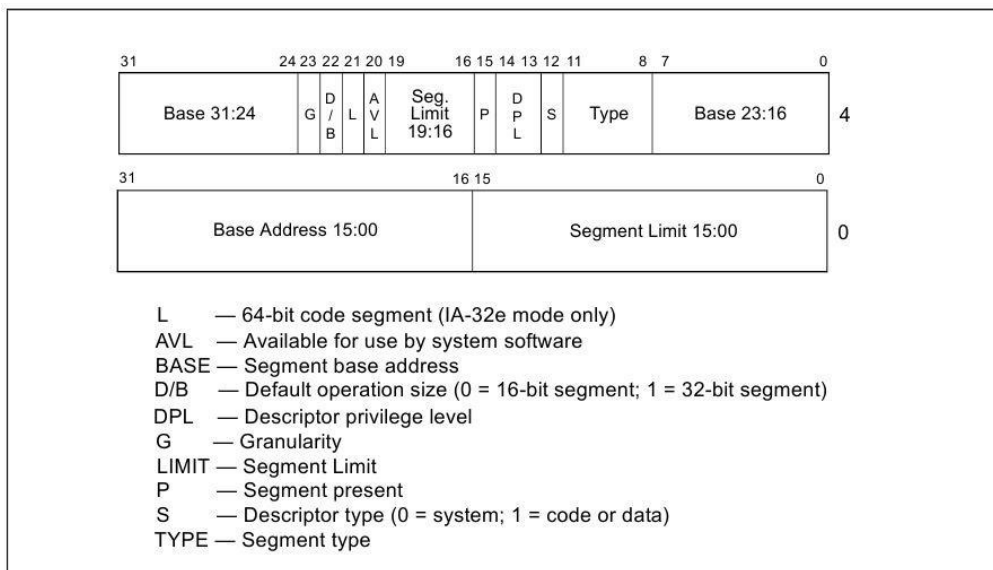 31 24 23 22 21 20 19 16 15 14 13 12 11 8 7 0
Base 31:24 G D/B L AVL Seg. Limit 19:16 P DPL S Type Base 23:16 4
31 16 15 0
Base Address 15:00 Segment Limit 15:00 0
L — 64-bit code segment (IA-32e mode only)
AVL — Available for use by system software
BASE — Segment base address
D/B — Default operation size (0 = 16-bit segment; 1 = 32-bit segment)
DPL — Descriptor privilege level
G — Granularity
LIMIT — Segment Limit
P — Segment present
S — Descriptor type (0 = system; 1 = code or data)
TYPE — Segment type